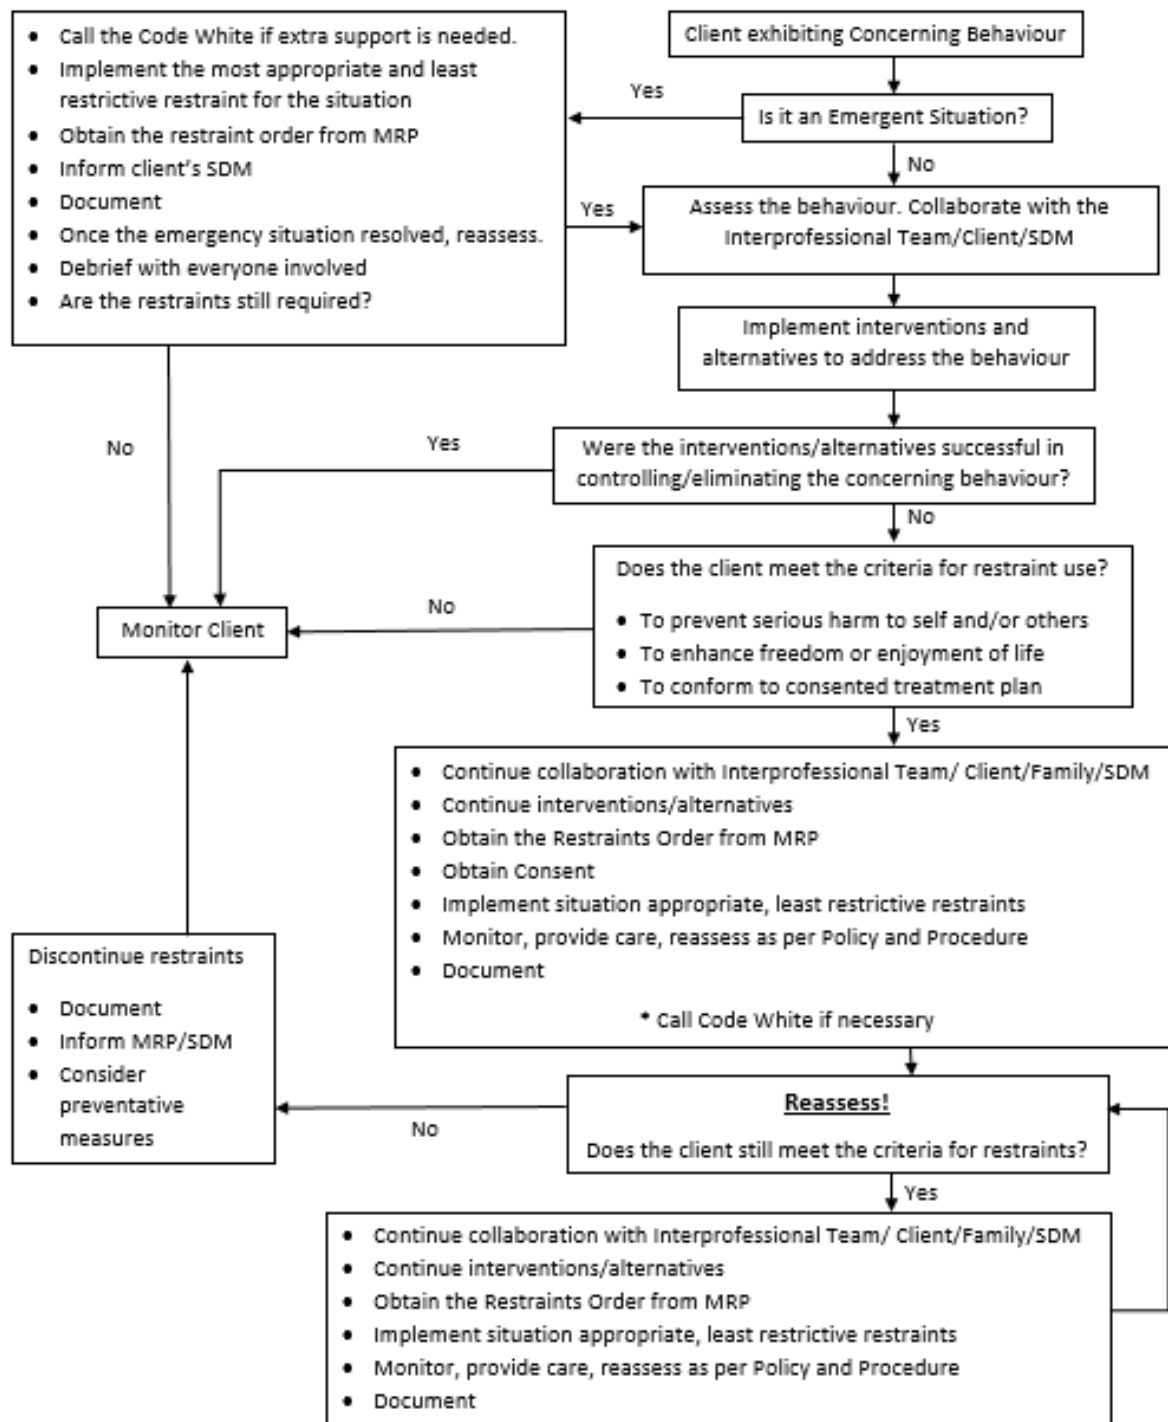 Client exhibiting Concerning Behaviour
Is it an Emergent Situation?
Yes
No
• Call the Code White if extra support is needed.
• Implement the most appropriate and least
restrictive restraint for the situation
• Obtain the restraint order from MRP
• Inform client's SDM
• Document
• Once the emergency situation resolved, reassess.
• Debrief with everyone involved
• Are the restraints still required?
Yes
No
Assess the behaviour. Collaborate with the
Interprofessional Team/Client/SDM
Implement interventions and
alternatives to address the behaviour
Were the interventions/alternatives successful in
controlling/eliminating the concerning behaviour?
Yes
No
Does the client meet the criteria for restraint use?
• To prevent serious harm to self and/or others
• To enhance freedom or enjoyment of life
• To conform to consented treatment plan
No
Monitor Client
Yes
• Continue collaboration with Interprofessional Team/ Client/Family/SDM
• Continue interventions/alternatives
• Obtain the Restraints Order from MRP
• Obtain Consent
• Implement situation appropriate, least restrictive restraints
• Monitor, provide care, reassess as per Policy and Procedure
• Document
* Call Code White if necessary
Reassess!
Does the client still meet the criteria for restraints?
No
Discontinue restraints
• Document
• Inform MRP/SDM
• Consider
preventative
measures
Yes
• Continue collaboration with Interprofessional Team/ Client/Family/SDM
• Continue interventions/alternatives
• Obtain the Restraints Order from MRP
• Implement situation appropriate, least restrictive restraints
• Monitor, provide care, reassess as per Policy and Procedure
• Document